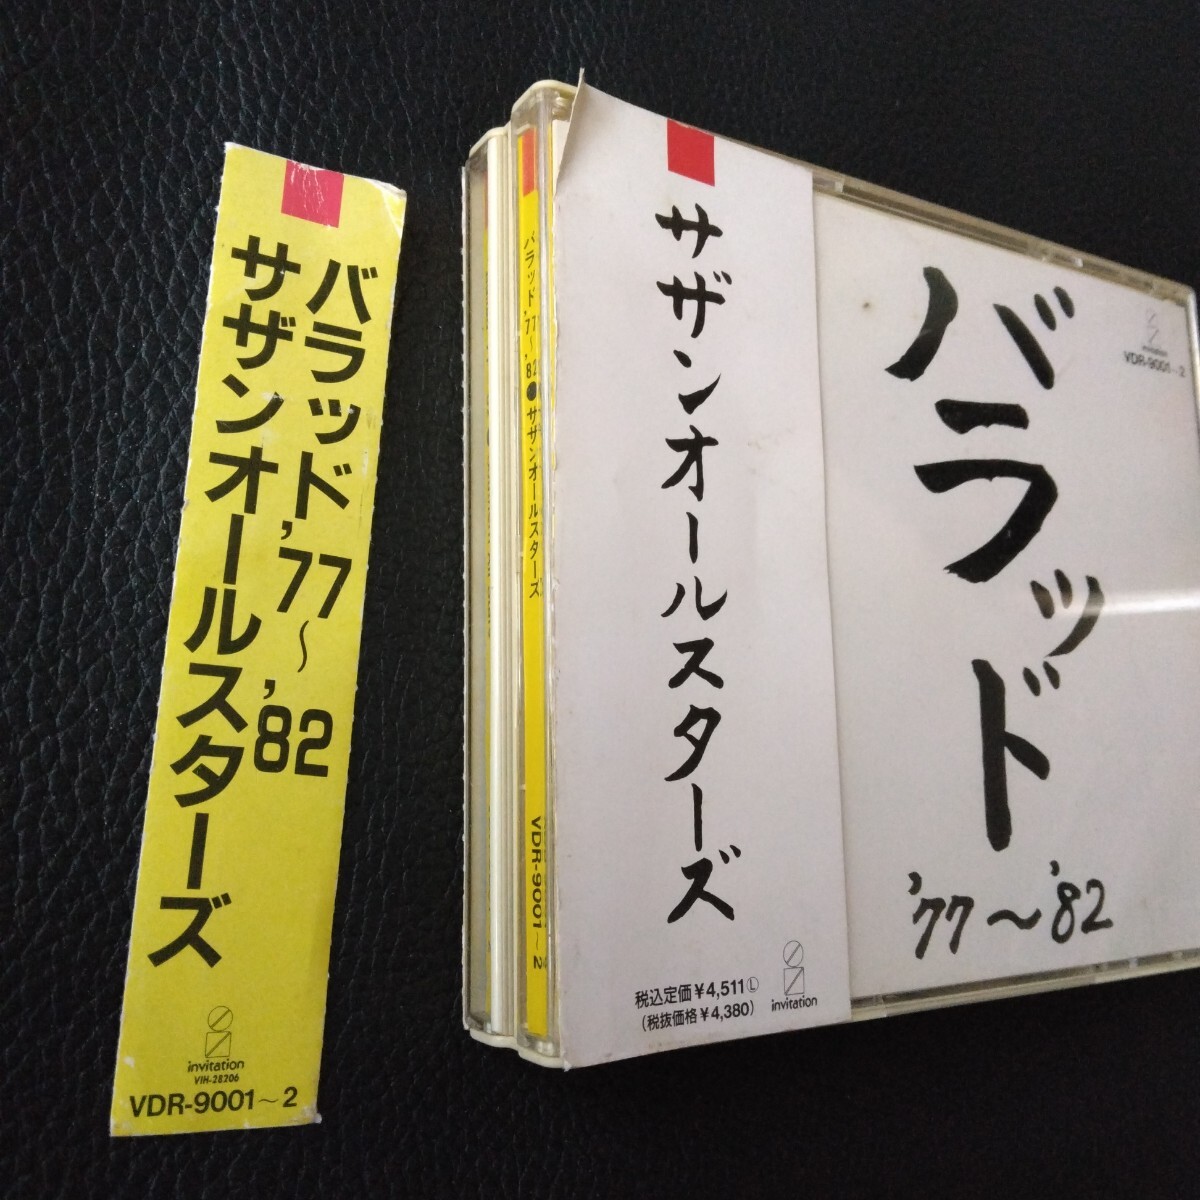 バラッド '77～'82
サザンオールスターズ
invitation
VIH-28206
VDR-9001～2
バラッド '77～'82●サザンオールスターズ
VDR-9001～2
サザンオールスターズ
税込定価￥4,511Ⓛ
(税抜価格￥4,380)
invitation
バラッド
'77～'82
invitation
VDR-9001～2